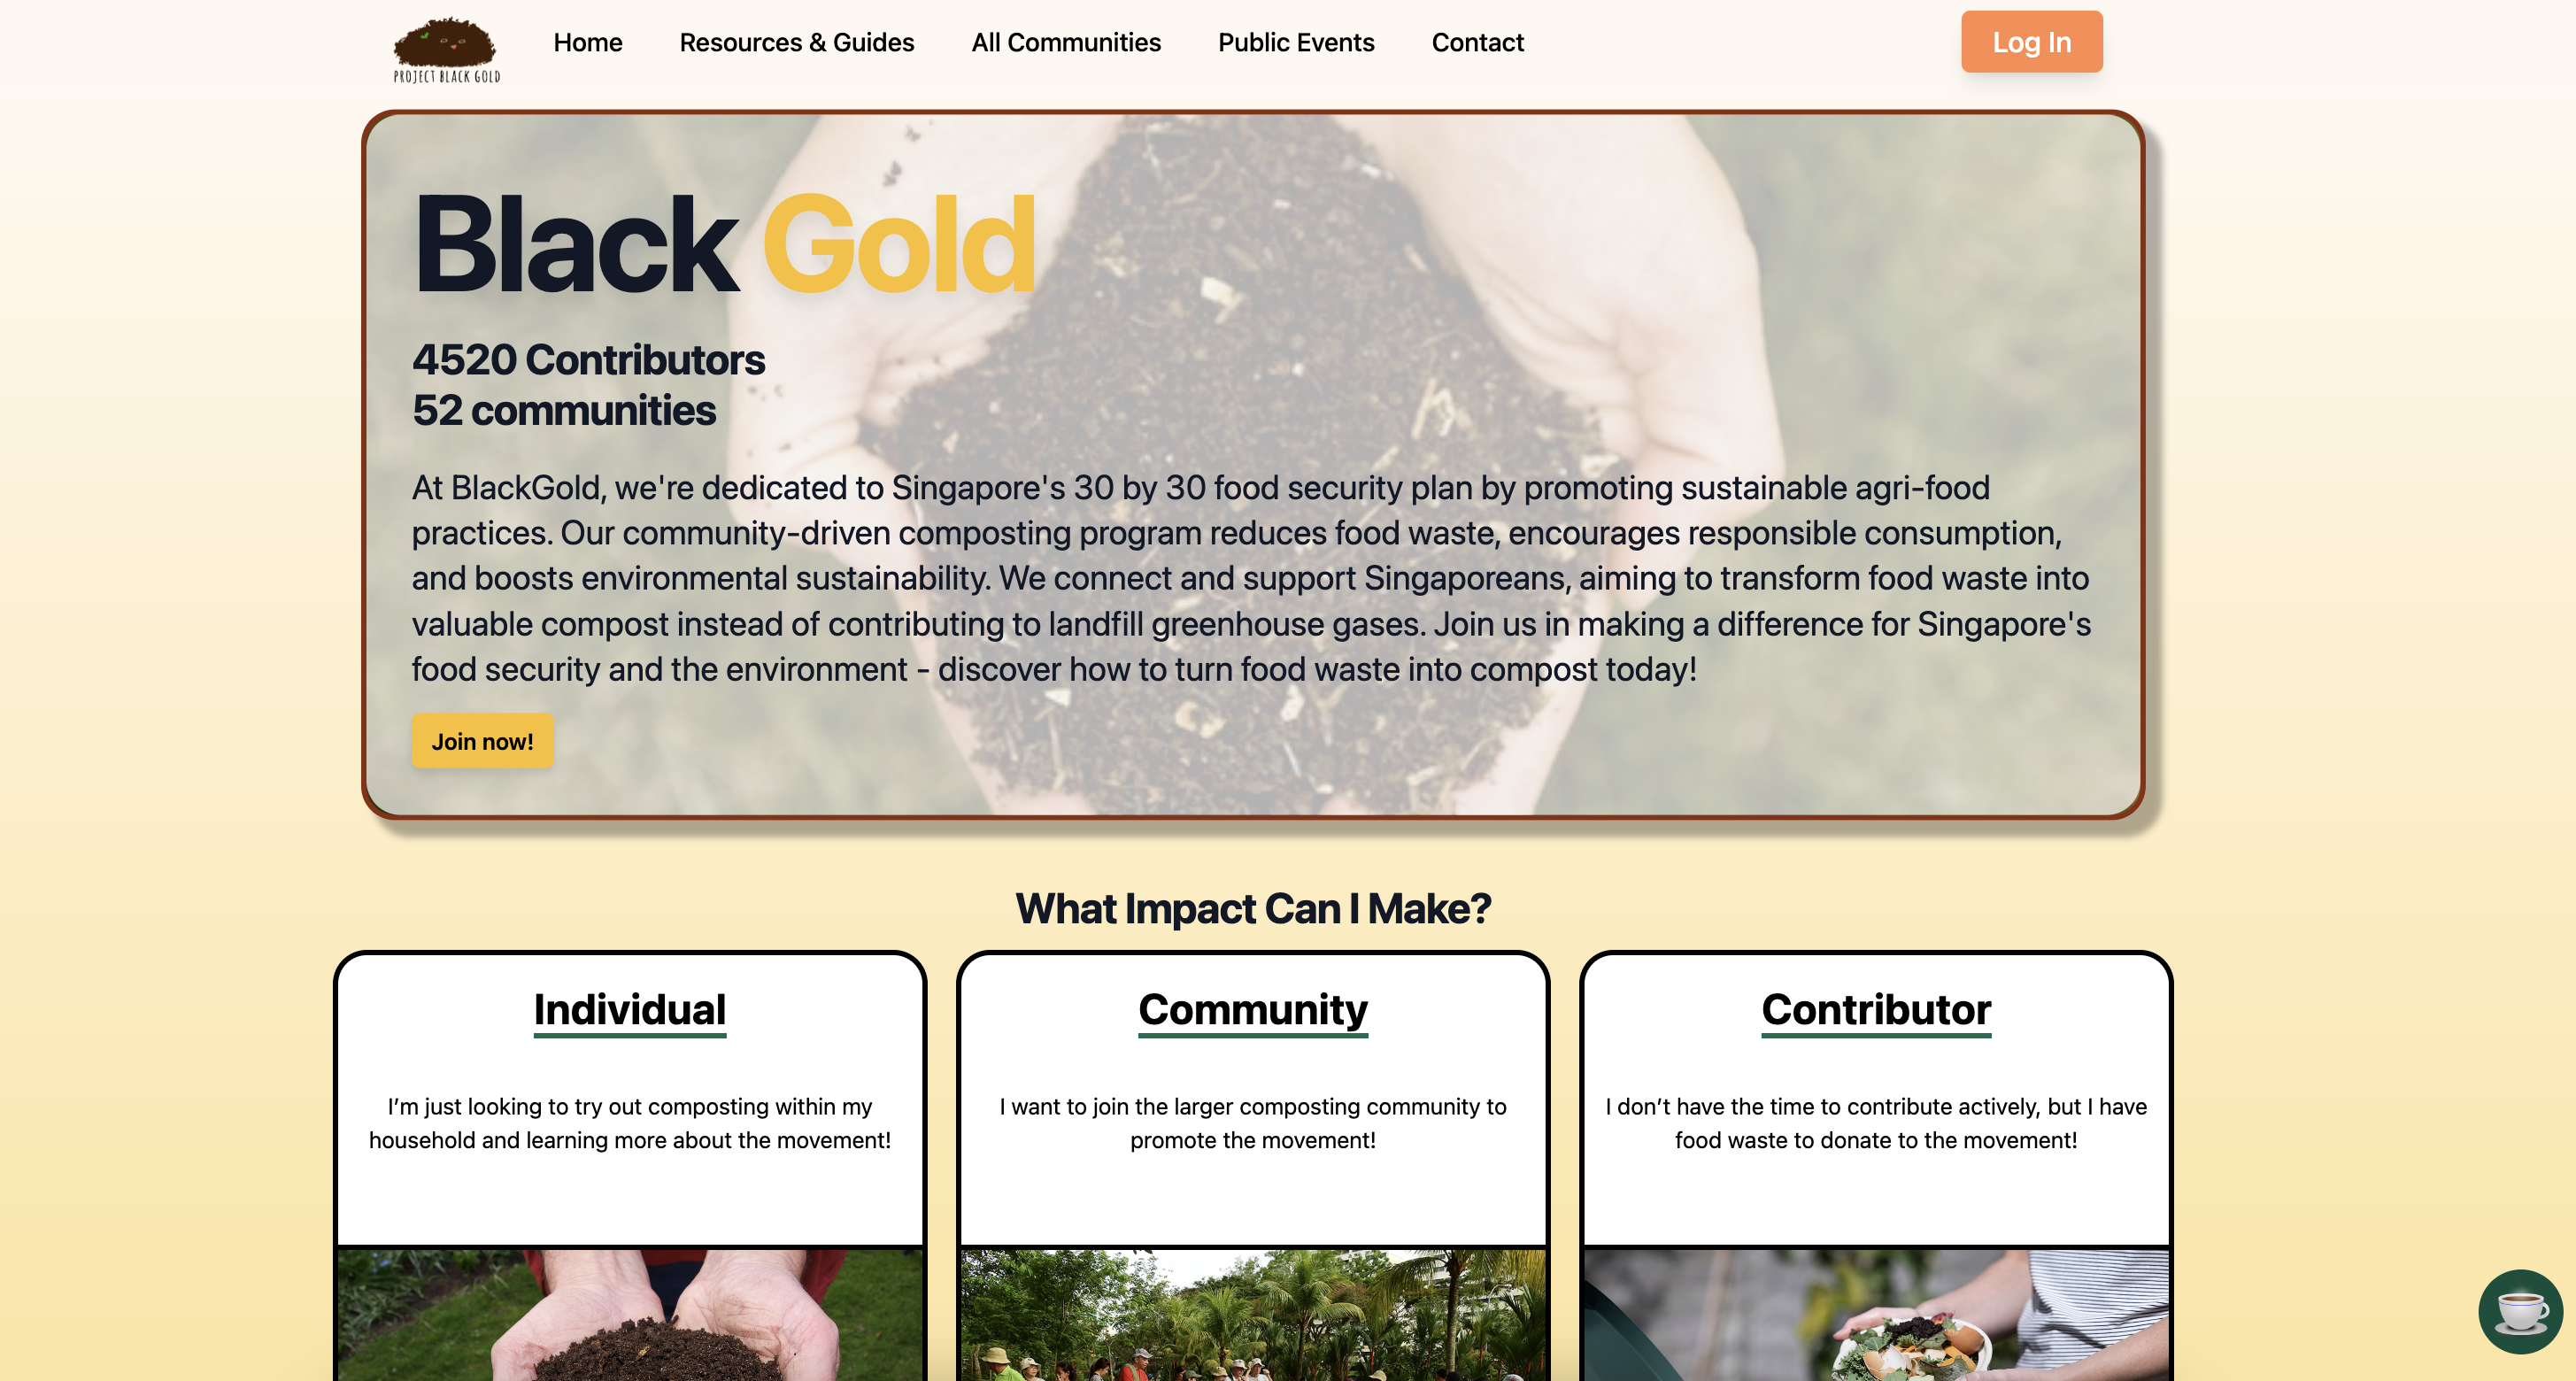 PROJECT BLACK GOLD
Home
Resources & Guides
All Communities
Public Events
Contact
Log In
Black Gold
4520 Contributors
52 communities
At BlackGold, we're dedicated to Singapore's 30 by 30 food security plan by promoting sustainable agri-food
practices. Our community-driven composting program reduces food waste, encourages responsible consumption,
and boosts environmental sustainability. We connect and support Singaporeans, aiming to transform food waste into
valuable compost instead of contributing to landfill greenhouse gases. Join us in making a difference for Singapore's
food security and the environment - discover how to turn food waste into compost today!
Join now!
What Impact Can I Make?
Individual
I’m just looking to try out composting within my
household and learning more about the movement!
Community
I want to join the larger composting community to
promote the movement!
Contributor
I don’t have the time to contribute actively, but I have
food waste to donate to the movement!